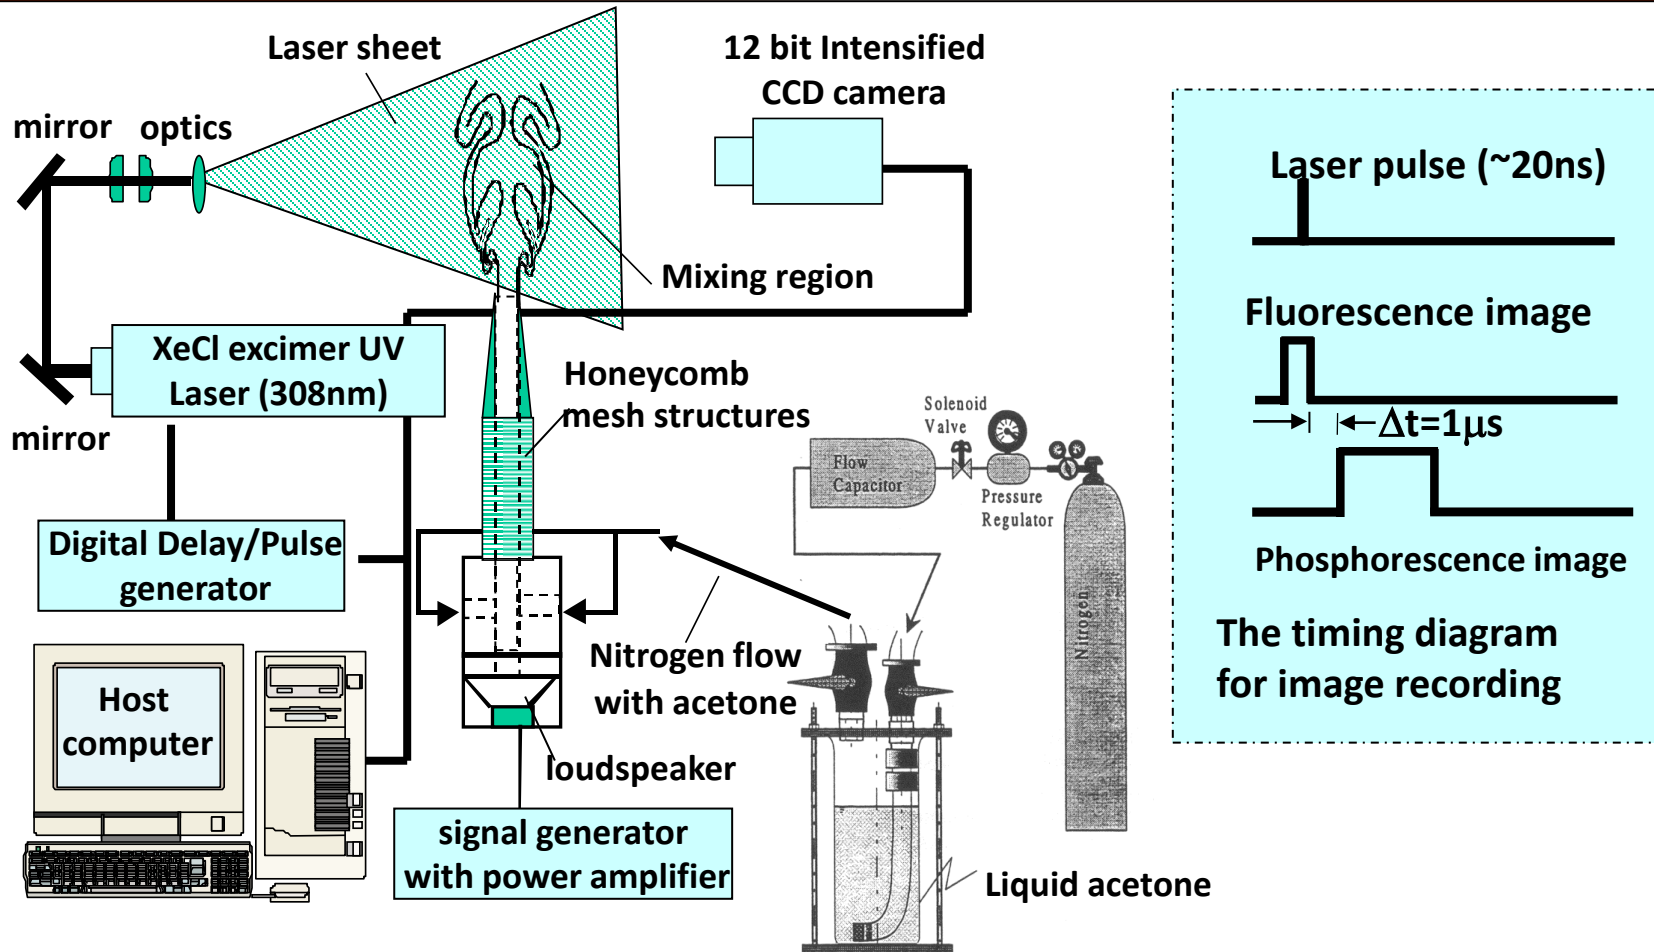 Laser sheet
12 bit Intensified
CCD camera
mirror
optics
Mixing region
XeCl excimer UV
Laser (308nm)
mirror
Honeycomb
mesh structures
Digital Delay/Pulse
generator
Host
computer
Nitrogen flow
with acetone
loudspeaker
signal generator
with power amplifier
Solenoid
Valve
Flow
Capacitor
Pressure
Regulator
Nitrogen
Liquid acetone
Laser pulse (~20ns)
Fluorescence image
Δt=1μs
Phosphorescence image
The timing diagram
for image recording